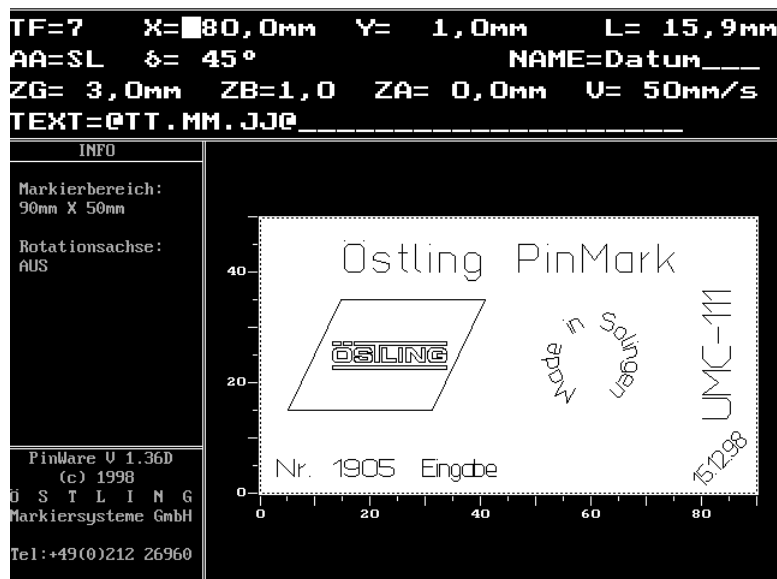 TF=7 X=80,0mm Y= 1,0mm L= 15,9mm
AA=SL δ= 45° NAME=Datum___
ZG= 3,0mm ZB=1,0 ZA= 0,0mm V= 50mm/s
TEXT=@TT.MM.JJ@______________________
INFO
Markierbereich:
90mm X 50mm
Rotationsachse:
AUS
PinWare V 1.36D
(c) 1998
Ö S T L I N G
Markiersysteme GmbH
Tel:+49(0)212 26960
Östling PinMark
ÖSTLING
Made in Solingen
UMC-111
Nr. 1905 Eingabe
15.12.98
40
20
0
0 20 40 60 80